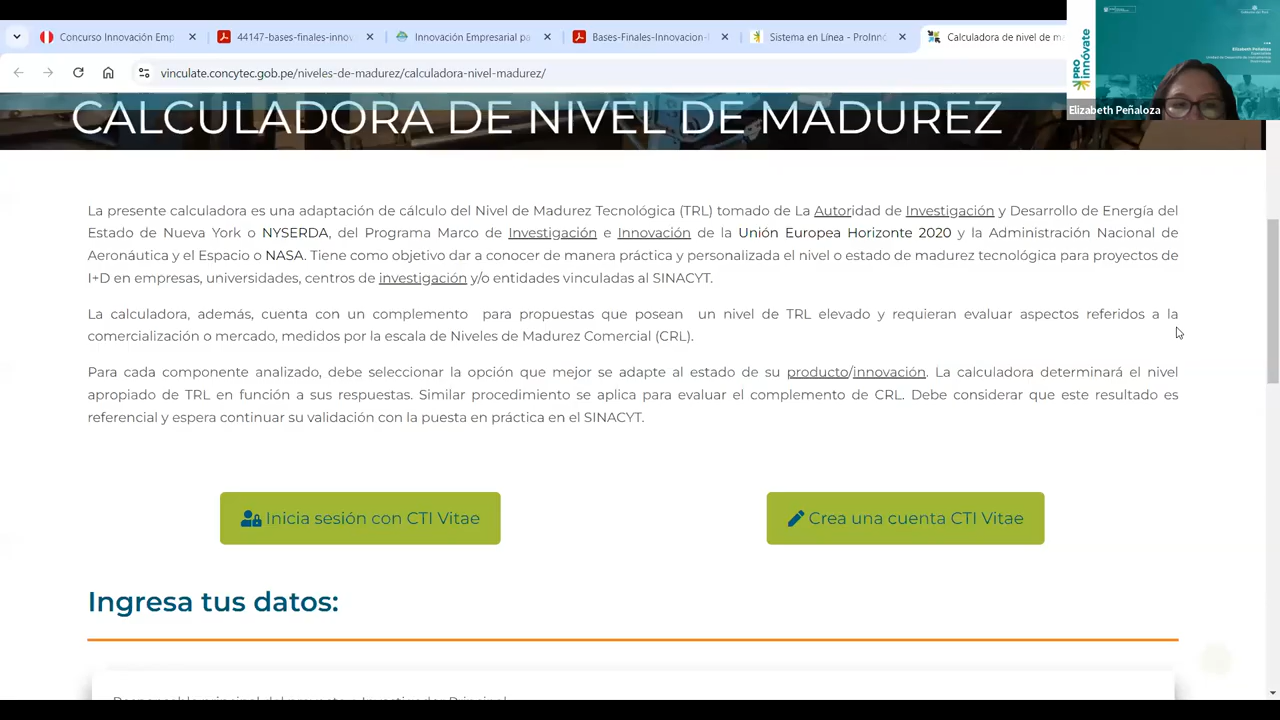 Concurso Innovación Emp
44147-bases-finales-innov
Innovación Empresarial pa
Bases-Finales-Innovacion-I
Sistema en Línea - ProInnó
Calculadora de nivel de m
vinculate.concytec.gob.pe/niveles-de-madurez/calculadora-nivel-madurez/
PRO
innóvate
Elizabeth Peñaloza
Elizabeth Peñaloza
CALCULADORA DE NIVEL DE MADUREZ
La presente calculadora es una adaptación de cálculo del Nivel de Madurez Tecnológica (TRL) tomado de La Autoridad de Investigación y Desarrollo de Energía del
Estado de Nueva York o NYSERDA, del Programa Marco de Investigación e Innovación de la Unión Europea Horizonte 2020 y la Administración Nacional de
Aeronáutica y el Espacio o NASA. Tiene como objetivo dar a conocer de manera práctica y personalizada el nivel o estado de madurez tecnológica para proyectos de
I+D en empresas, universidades, centros de investigación y/o entidades vinculadas al SINACYT.
La calculadora, además, cuenta con un complemento para propuestas que posean un nivel de TRL elevado y requieran evaluar aspectos referidos a la
comercialización o mercado, medidos por la escala de Niveles de Madurez Comercial (CRL).
Para cada componente analizado, debe seleccionar la opción que mejor se adapte al estado de su producto/innovación. La calculadora determinará el nivel
apropiado de TRL en función a sus respuestas. Similar procedimiento se aplica para evaluar el complemento de CRL. Debe considerar que este resultado es
referencial y espera continuar su validación con la puesta en práctica en el SINACYT.
Inicia sesión con CTI Vitae
Crea una cuenta CTI Vitae
Ingresa tus datos:
Responsable principal del proyecto o Investigador Principal